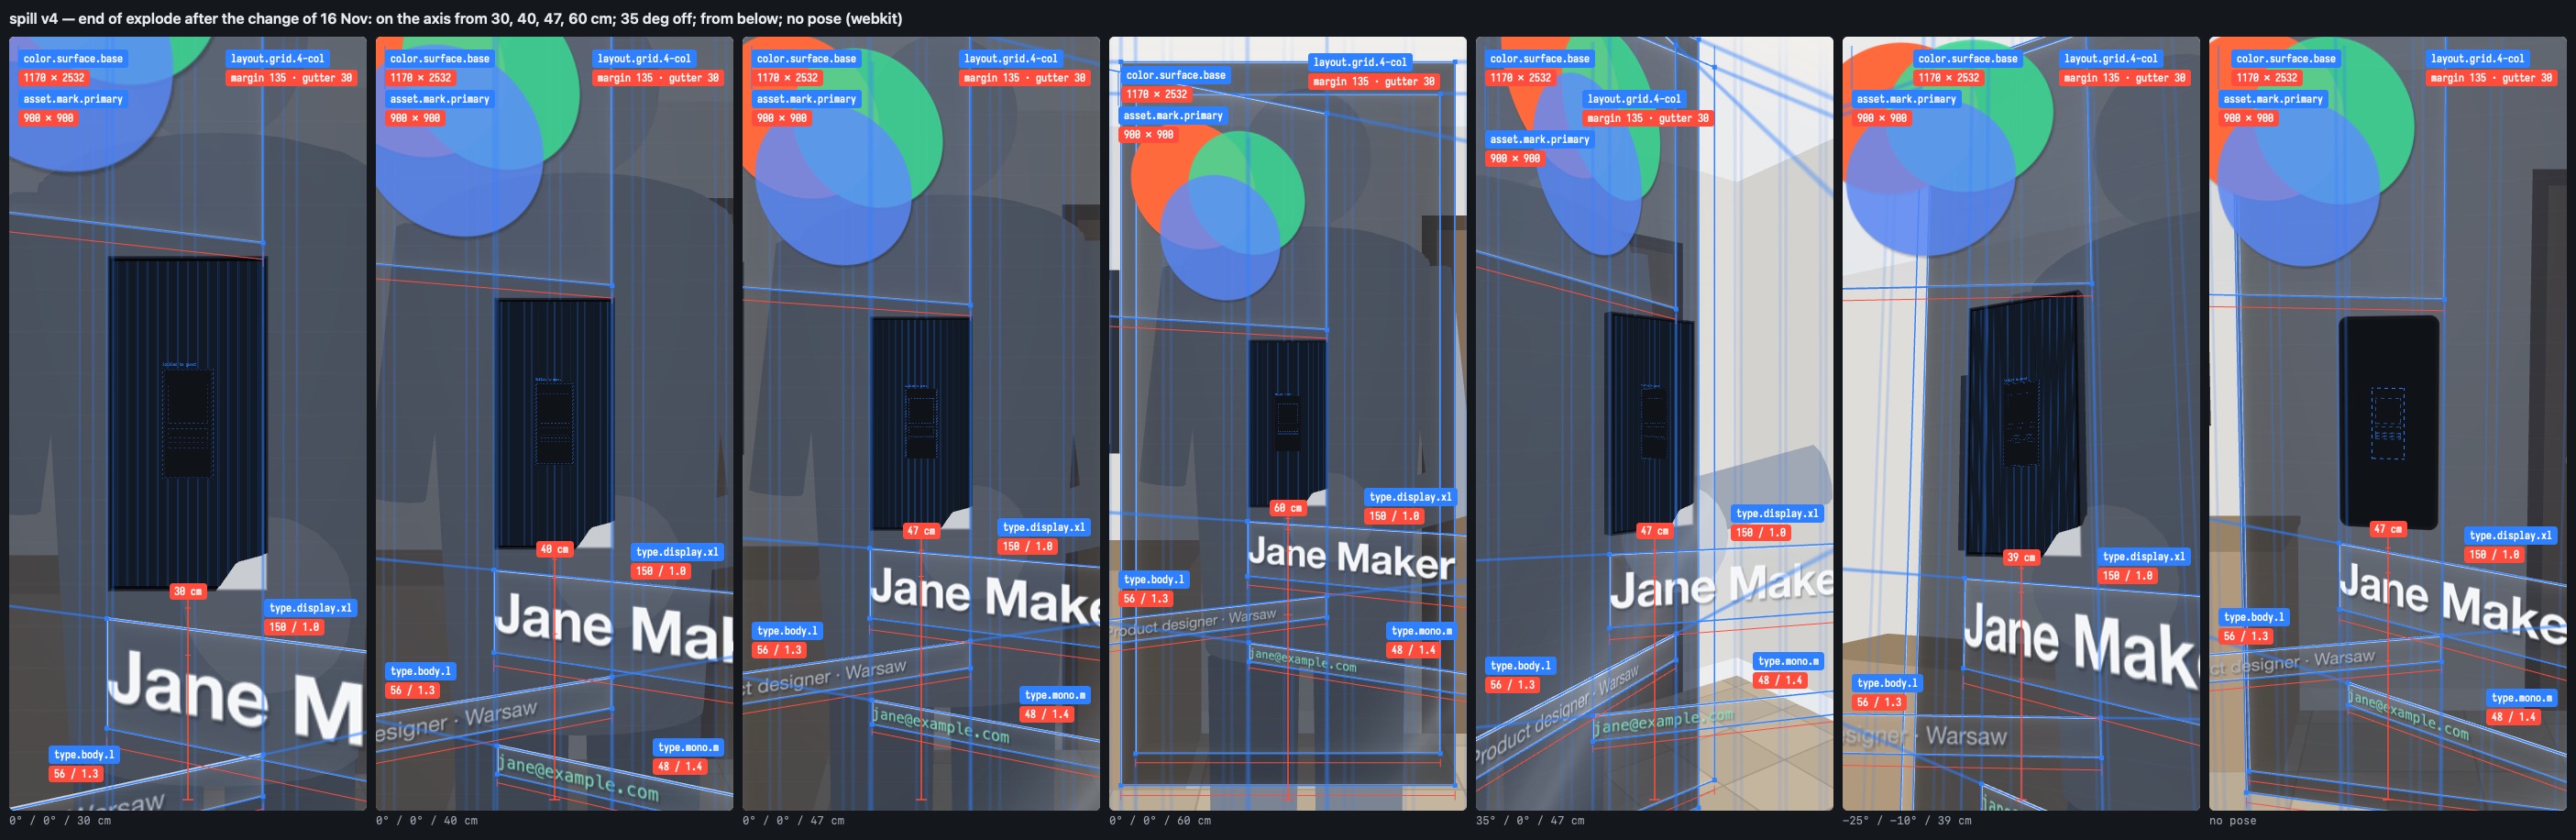 spill v4 — end of explode after the change of 16 Nov: on the axis from 30, 40, 47, 60 cm; 35 deg off; from below; no pose (webkit)
color.surface.base
1170 × 2532
asset.mark.primary
900 × 900
layout.grid.4-col
margin 135 · gutter 30
30 cm
type.display.xl
150 / 1.0
Jane M
type.body.l
56 / 1.3
Warsaw
0° / 0° / 30 cm
color.surface.base
1170 × 2532
asset.mark.primary
900 × 900
layout.grid.4-col
margin 135 · gutter 30
40 cm
type.display.xl
150 / 1.0
Jane Mak
type.body.l
56 / 1.3
esigner · Warsaw
type.mono.m
48 / 1.4
jane@example.com
0° / 0° / 40 cm
color.surface.base
1170 × 2532
asset.mark.primary
900 × 900
layout.grid.4-col
margin 135 · gutter 30
47 cm
type.display.xl
150 / 1.0
Jane Make
type.body.l
56 / 1.3
ct designer · Warsaw
type.mono.m
48 / 1.4
jane@example.com
0° / 0° / 47 cm
layout.grid.4-col
margin 135 · gutter 30
color.surface.base
1170 × 2532
asset.mark.primary
900 × 900
60 cm
type.display.xl
150 / 1.0
Jane Maker
type.body.l
56 / 1.3
Product designer · Warsaw
type.mono.m
48 / 1.4
jane@example.com
0° / 0° / 60 cm
color.surface.base
1170 × 2532
layout.grid.4-col
margin 135 · gutter 30
asset.mark.primary
900 × 900
47 cm
type.display.xl
150 / 1.0
Jane Make
type.body.l
56 / 1.3
Product designer · Warsaw
type.mono.m
48 / 1.4
jane@example.com
35° / 0° / 47 cm
color.surface.base
1170 × 2532
layout.grid.4-col
margin 135 · gutter 30
asset.mark.primary
900 × 900
39 cm
type.display.xl
150 / 1.0
Jane Make
type.body.l
56 / 1.3
signer · Warsaw
jane
−25° / −10° / 39 cm
color.surface.base
1170 × 2532
layout.grid.4-col
margin 135 · gutter 30
asset.mark.primary
900 × 900
47 cm
type.display.xl
150 / 1.0
Jane Make
type.body.l
56 / 1.3
ct designer · Warsaw
type.mono.m
48 / 1.4
jane@example.com
no pose